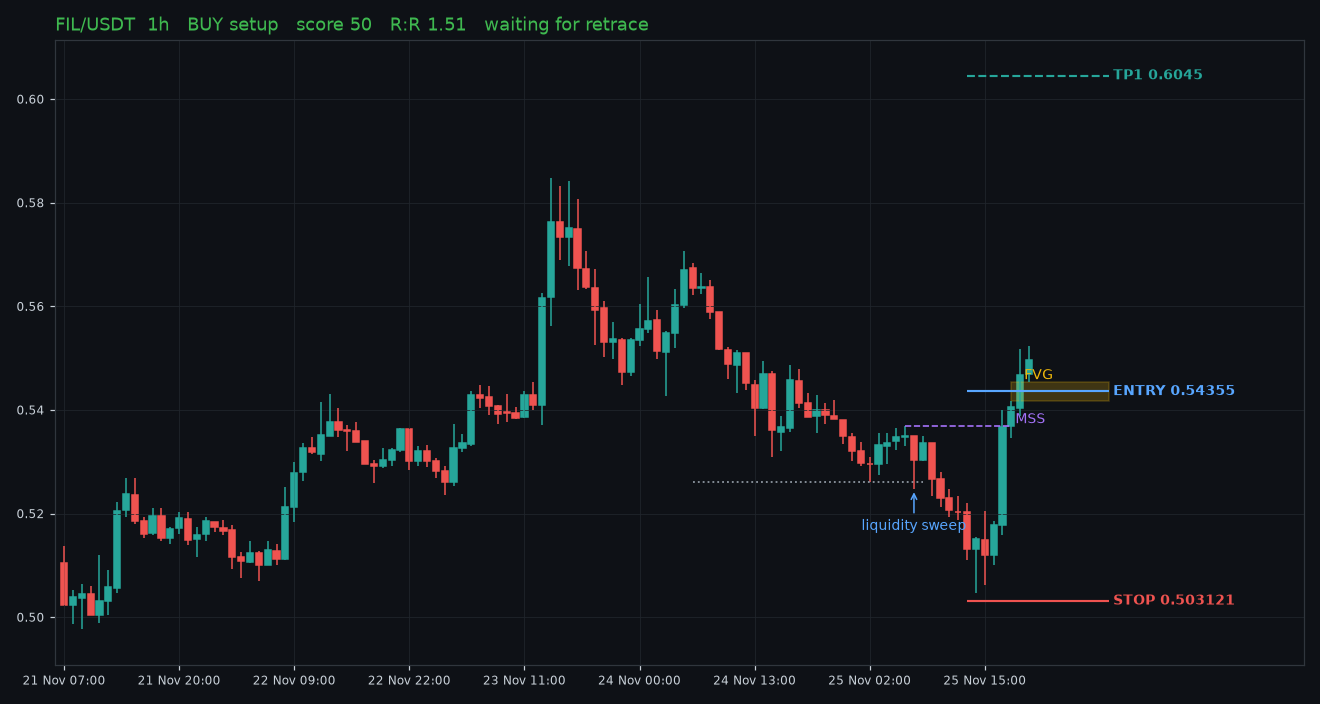 FIL/USDT 1h BUY setup score 50 R:R 1.51 waiting for retrace
TP1 0.6045
0.60
0.58
0.56
FVG
ENTRY 0.54355
0.54
MSS
0.52
liquidity sweep
STOP 0.503121
0.50
21 Nov 07:00 21 Nov 20:00 22 Nov 09:00 22 Nov 22:00 23 Nov 11:00 24 Nov 00:00 24 Nov 13:00 25 Nov 02:00 25 Nov 15:00